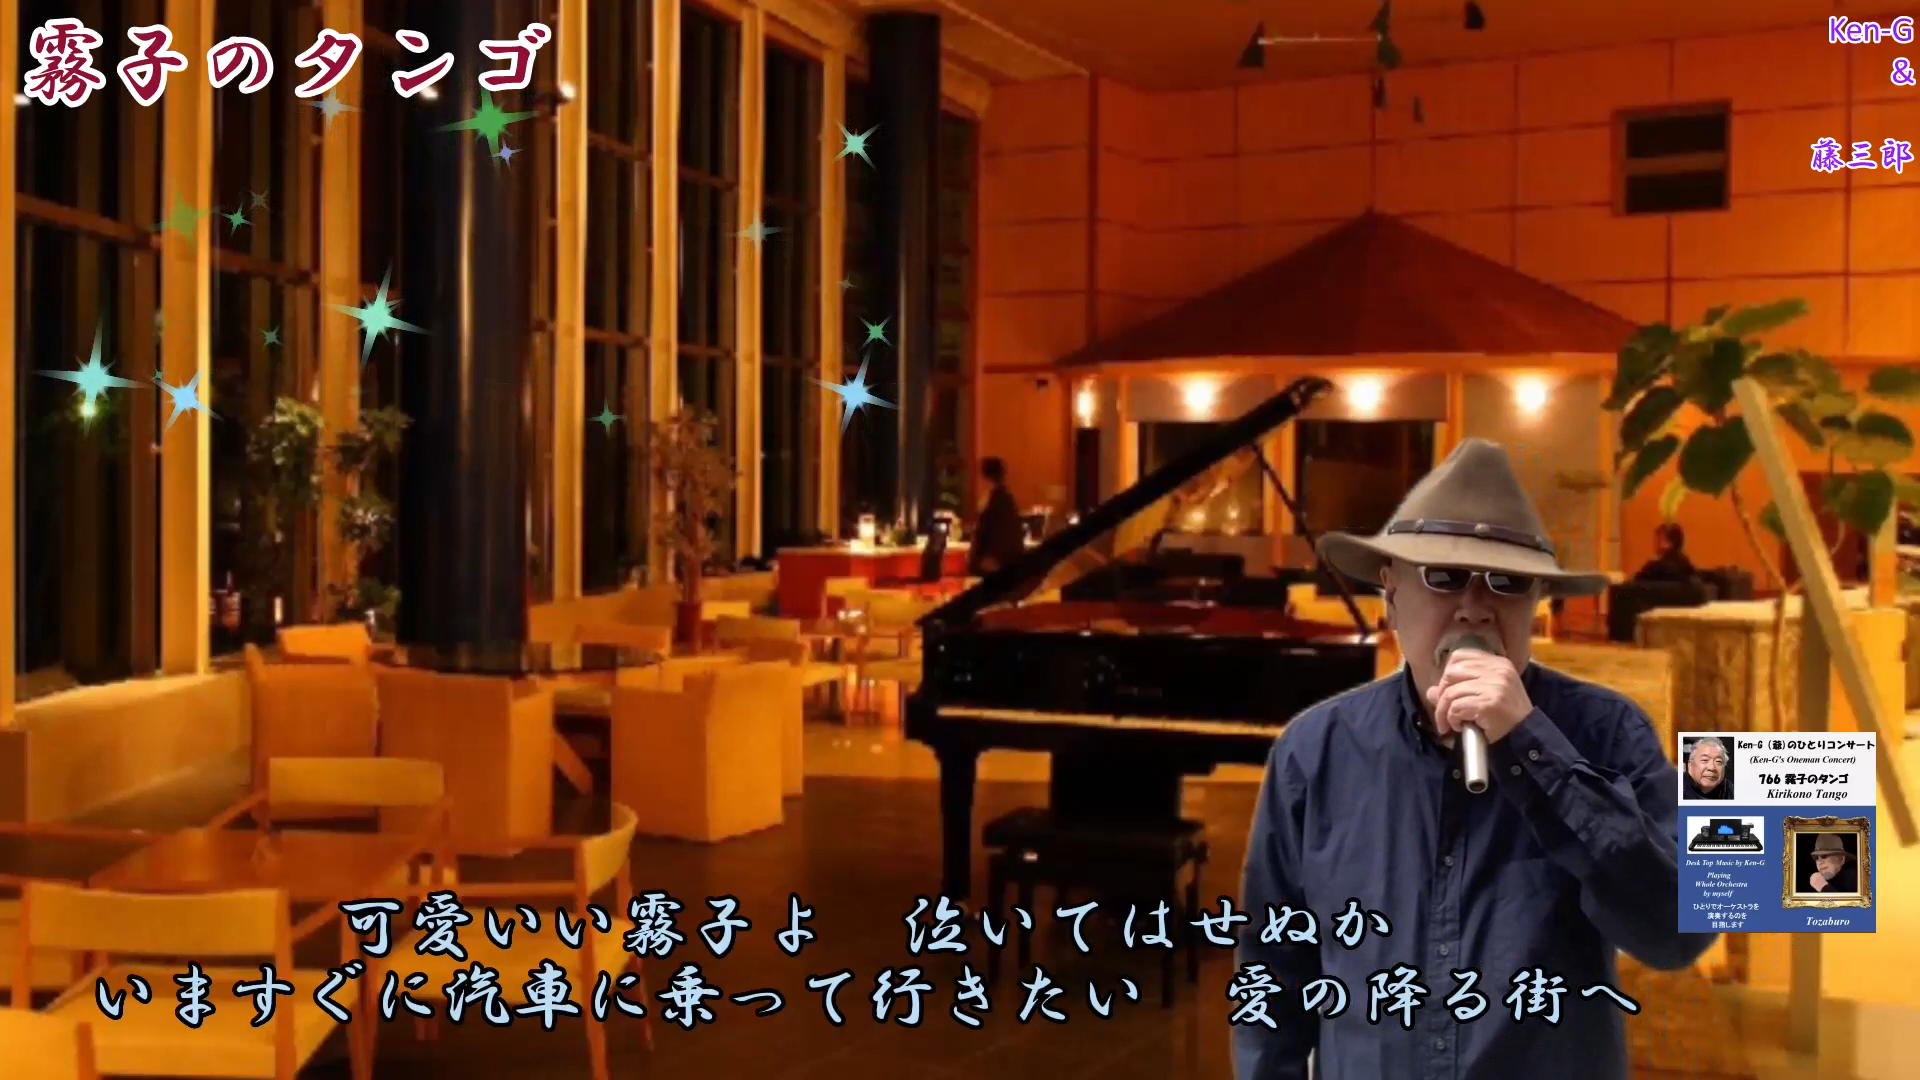 霧子のタンゴ
Ken-G
&
藤三郎
Ken-G（爺）のひとりコンサート
(Ken-G's Oneman Concert)
766 霧子のタンゴ
Kirikono Tango
Desk Top Music by Ken-G
Playing
Whole Orchestra
by myself
ひとりでオーケストラを
演奏するのを
目指します
Tozaburo
可愛いい霧子よ　泣いてはせぬか
いますぐに汽車に乗って行きたい　愛の降る街へ